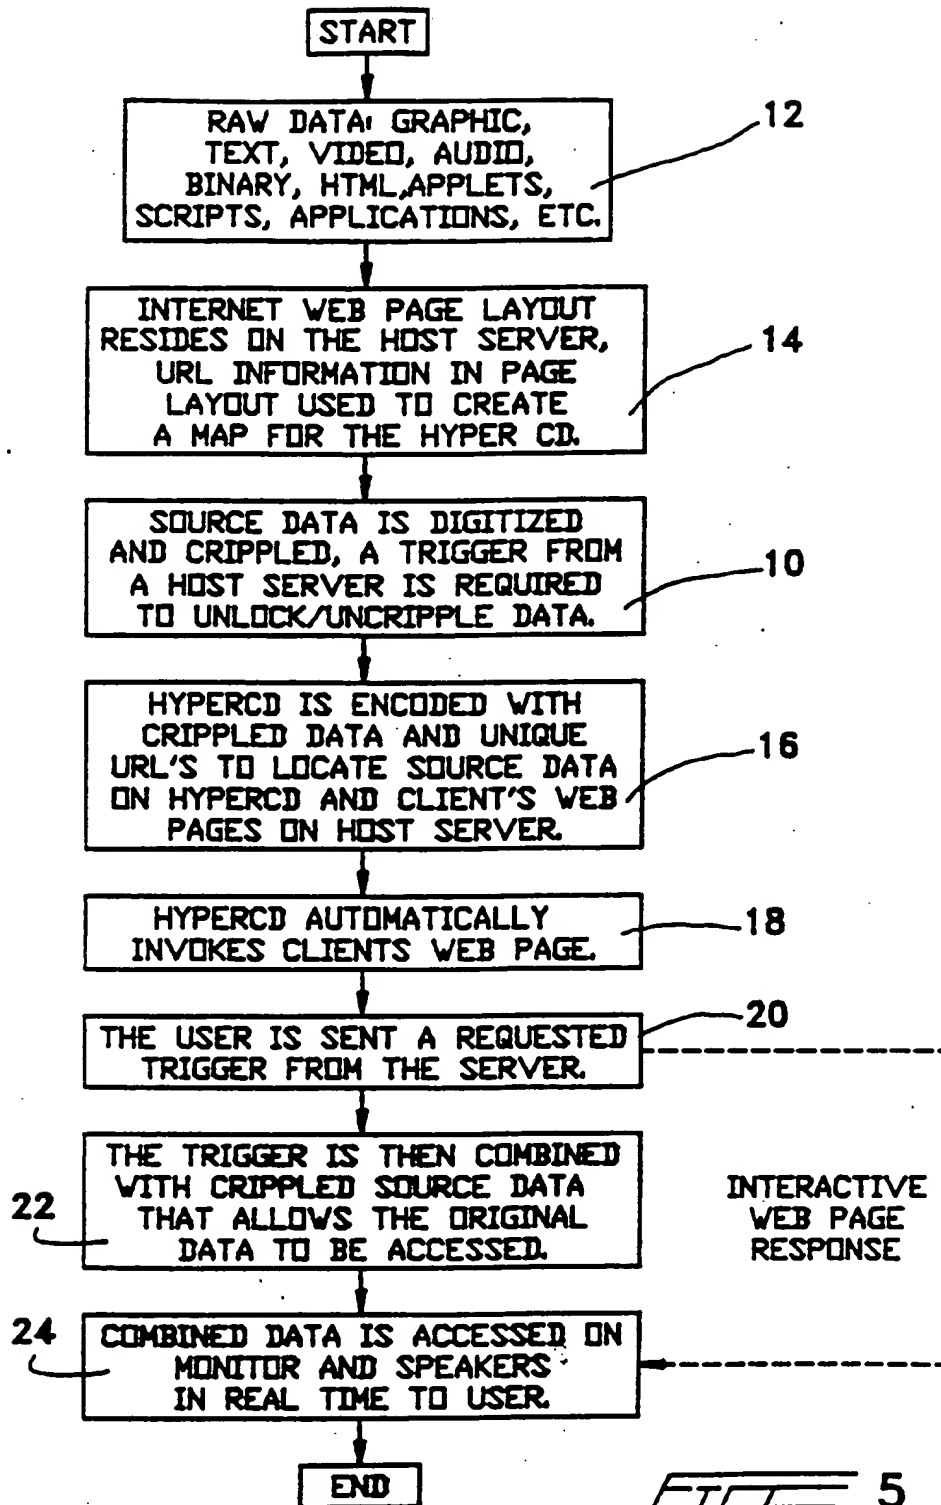 START
RAW DATA: GRAPHIC,
TEXT, VIDEO, AUDIO,
BINARY, HTML,APPLETS,
SCRIPTS, APPLICATIONS, ETC.
12
INTERNET WEB PAGE LAYOUT
RESIDES ON THE HOST SERVER,
URL INFORMATION IN PAGE
LAYOUT USED TO CREATE
A MAP FOR THE HYPER CD.
14
SOURCE DATA IS DIGITIZED
AND CRIPPLED, A TRIGGER FROM
A HOST SERVER IS REQUIRED
TO UNLOCK/UNCRIPPLE DATA.
10
HYPERCD IS ENCODED WITH
CRIPPLED DATA AND UNIQUE
URL'S TO LOCATE SOURCE DATA
ON HYPERCD AND CLIENT'S WEB
PAGES ON HOST SERVER.
16
HYPERCD AUTOMATICALLY
INVOKES CLIENTS WEB PAGE.
18
THE USER IS SENT A REQUESTED
TRIGGER FROM THE SERVER.
20
THE TRIGGER IS THEN COMBINED
WITH CRIPPLED SOURCE DATA
THAT ALLOWS THE ORIGINAL
DATA TO BE ACCESSED.
22
INTERACTIVE
WEB PAGE
RESPONSE
24
COMBINED DATA IS ACCESSED ON
MONITOR AND SPEAKERS
IN REAL TIME TO USER.
END
5